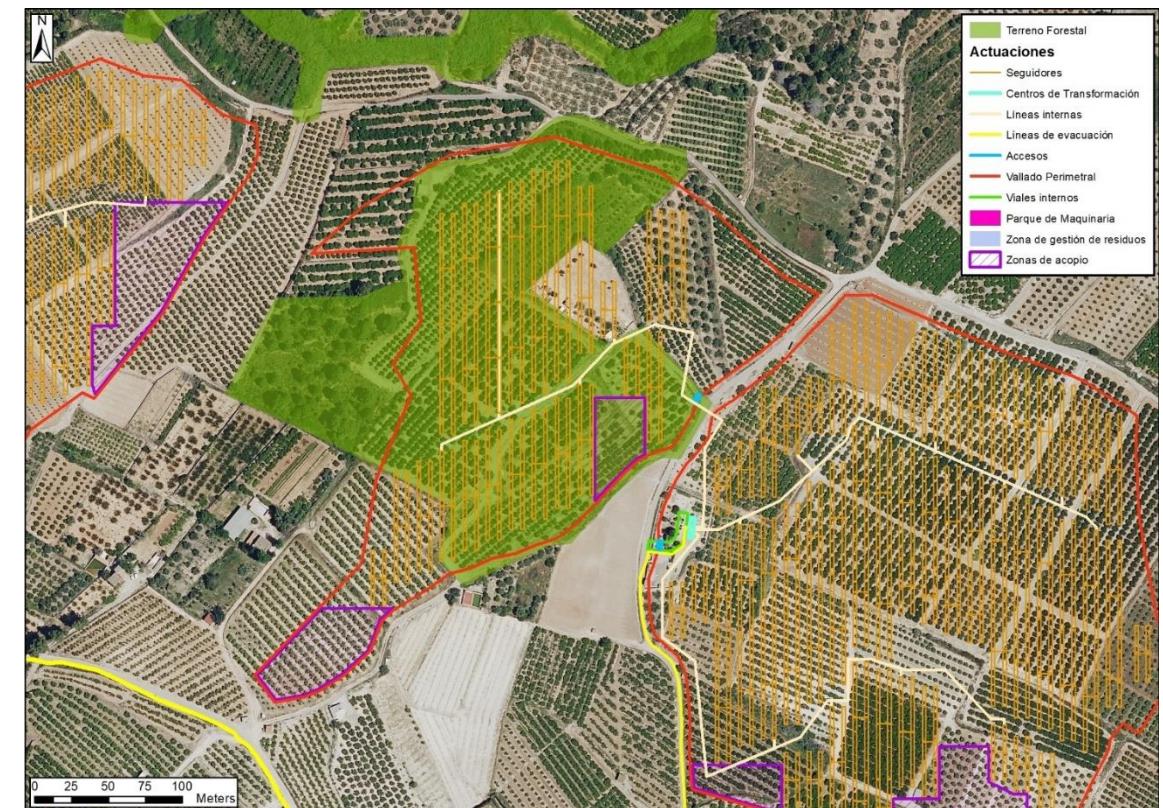 N
Terreno Forestal
Actuaciones
Seguidores
Centros de Transformación
Líneas internas
Líneas de evacuación
Accesos
Vallado Perimetral
Viales internos
Parque de Maquinaria
Zona de gestión de residuos
Zonas de acopio
0 25 50 75 100
Meters